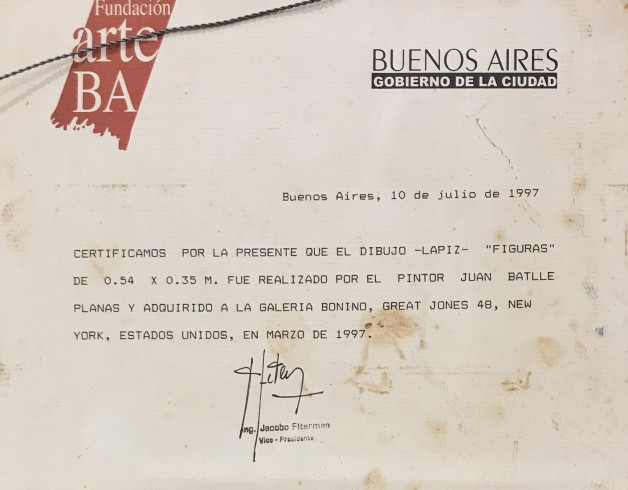 Fundación
arte
BA
BUENOS AIRES
GOBIERNO DE LA CIUDAD
Buenos Aires, 10 de julio de 1997
CERTIFICAMOS POR LA PRESENTE QUE EL DIBUJO -LAPIZ- "FIGURAS"
DE 0.54 X 0.35 M. FUE REALIZADO POR EL PINTOR JUAN BATLLE
PLANAS Y ADQUIRIDO A LA GALERIA BONINO, GREAT JONES 48, NEW
YORK, ESTADOS UNIDOS, EN MARZO DE 1997.
Ing. Jacobo Fiterman
Vice - Presidente